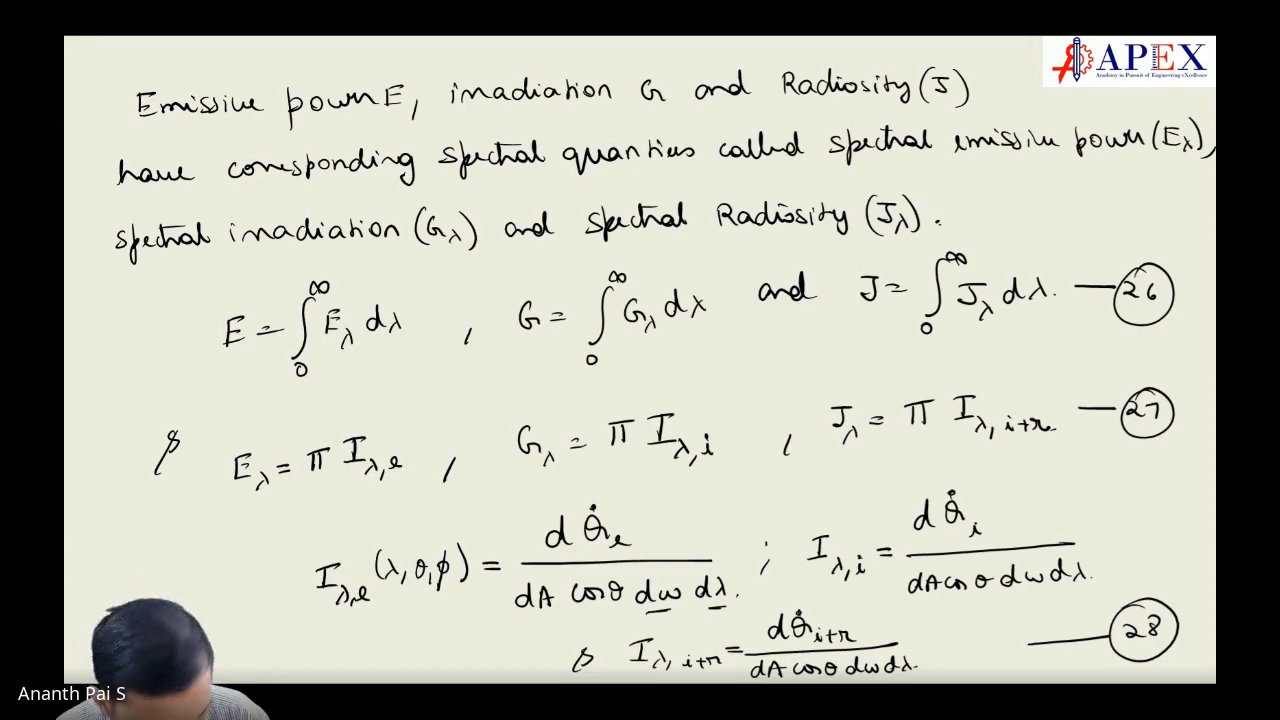 APEX
Academy in Pursuit of Engineering eXcellence
Emissive power E, irradiation G and Radiosity (J)
have corresponding spectral quantities called spectral emissive power (Eλ),
spectral irradiation (Gλ) and spectral Radiosity (Jλ).
E = ∫₀^∞ Eλ dλ , G = ∫₀^∞ Gλ dλ and J = ∫₀^∞ Jλ dλ. — 26
& Eλ = π Iλ,e , Gλ = π Iλ,i , Jλ = π Iλ,i+r — 27
Iλ,e (λ,θ,φ) = dQ̇e / dA cosθ dω dλ. ; Iλ,i = dQ̇i / dA cosθ dω dλ.
& Iλ,i+r = dQ̇i+r / dA cosθ dω dλ. — 28
Ananth Pai S